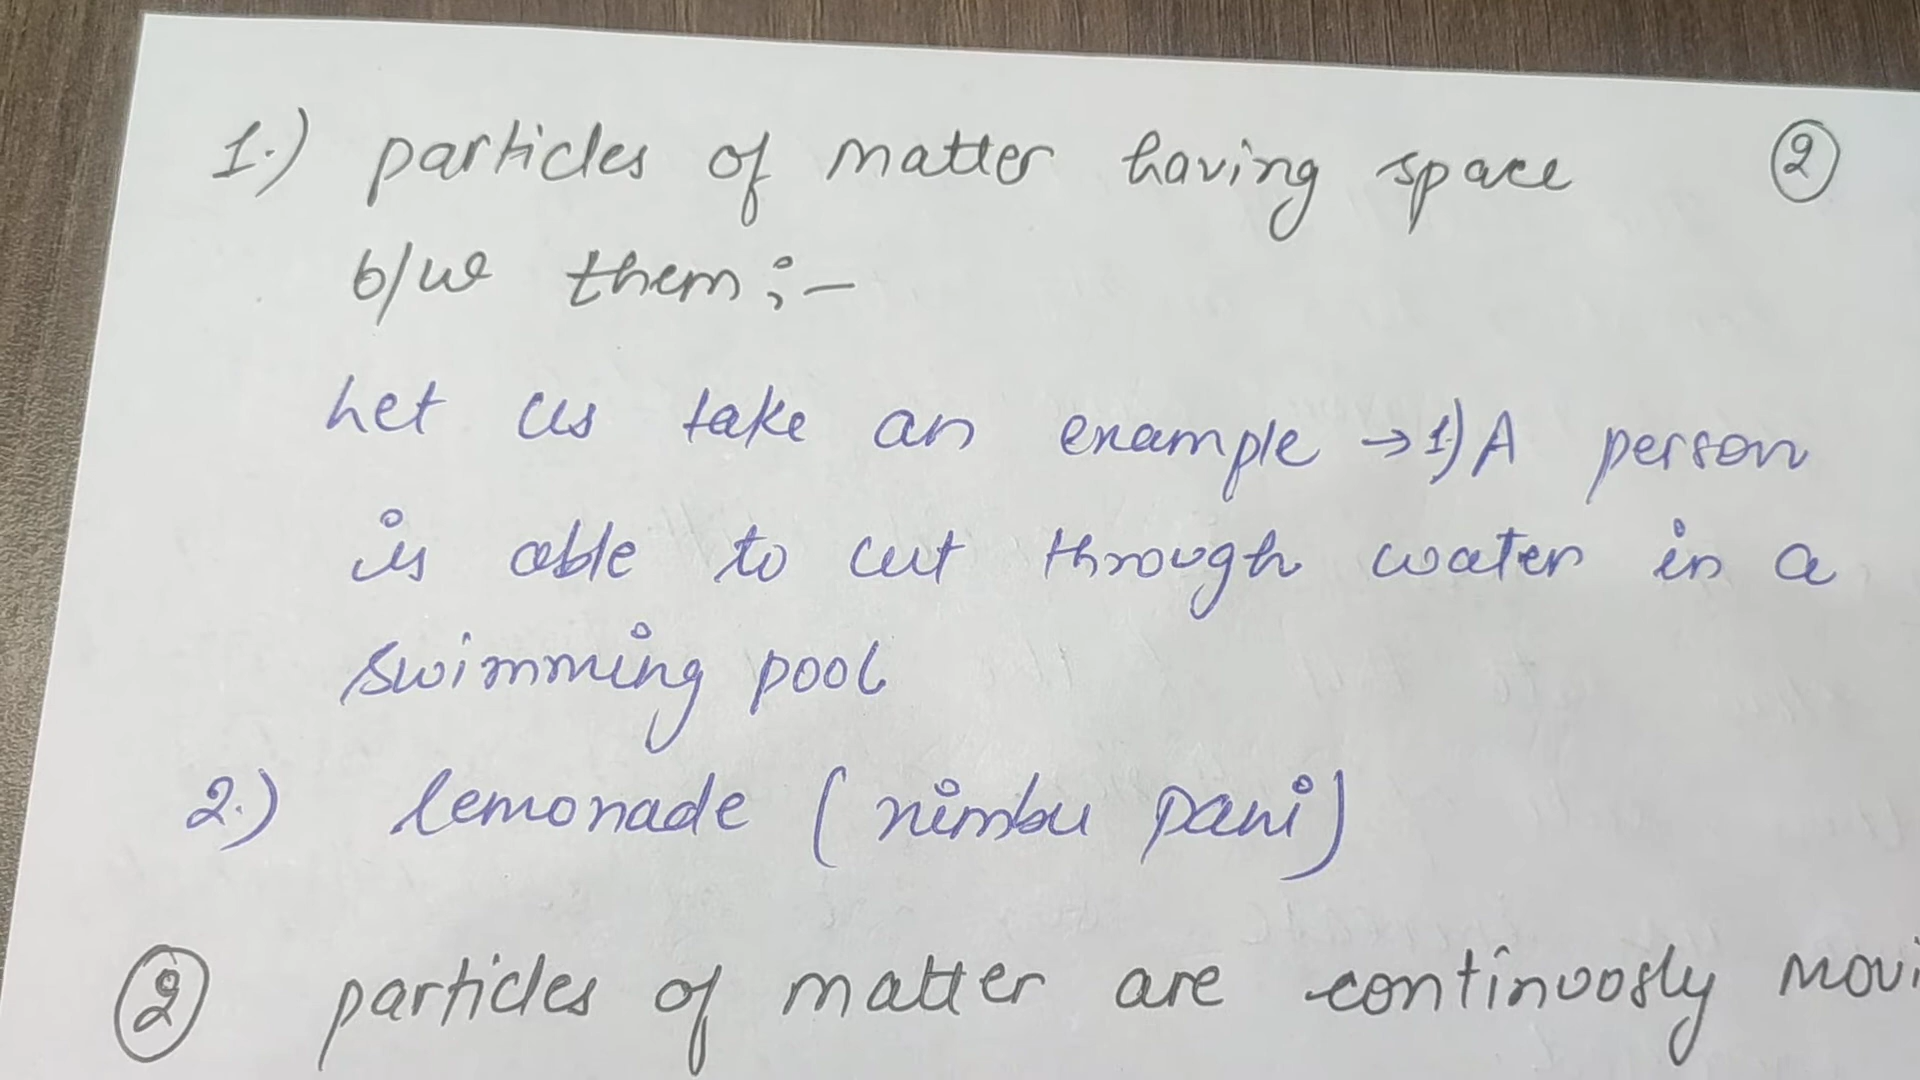 1.) particles of matter having space ②
b/w them :-
Let us take an example → 1) A person
is able to cut through water in a
swimming pool
2.) lemonade (nimbu pani)
② particles of matter are continuosly movi